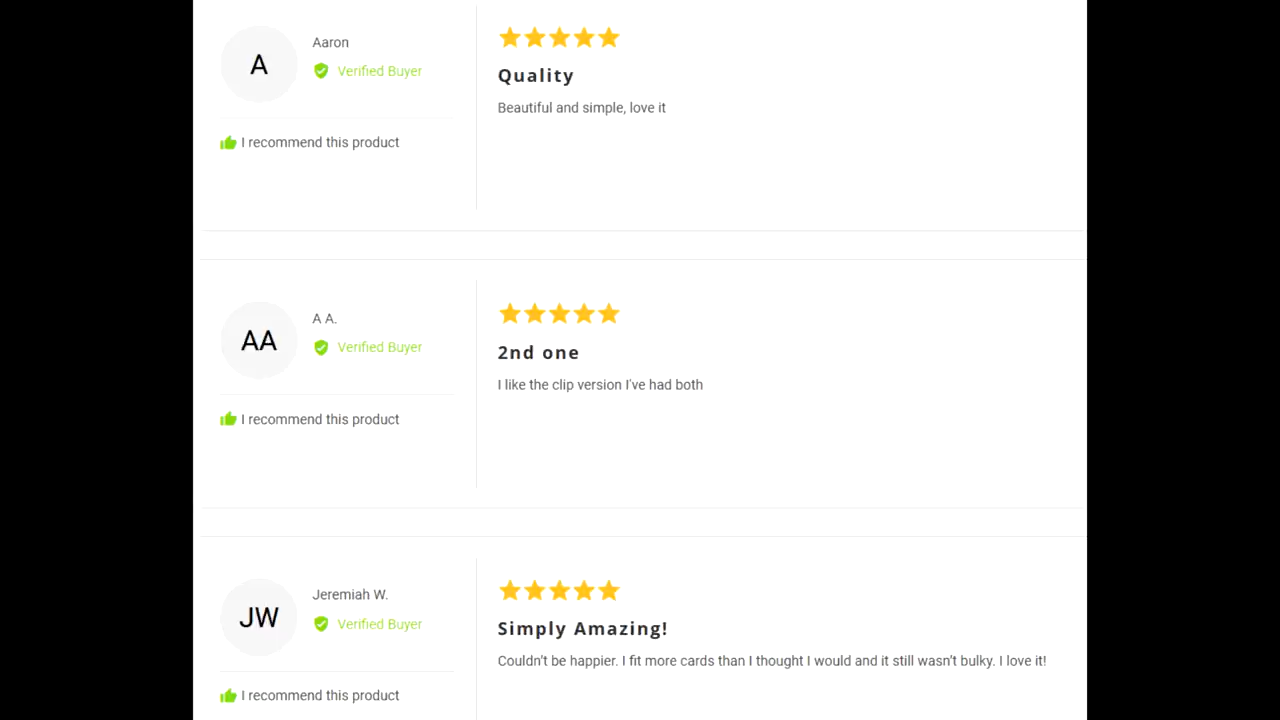 A
Aaron
Verified Buyer
I recommend this product
Quality
Beautiful and simple, love it
AA
A A.
Verified Buyer
I recommend this product
2nd one
I like the clip version I've had both
JW
Jeremiah W.
Verified Buyer
I recommend this product
Simply Amazing!
Couldn't be happier. I fit more cards than I thought I would and it still wasn't bulky. I love it!